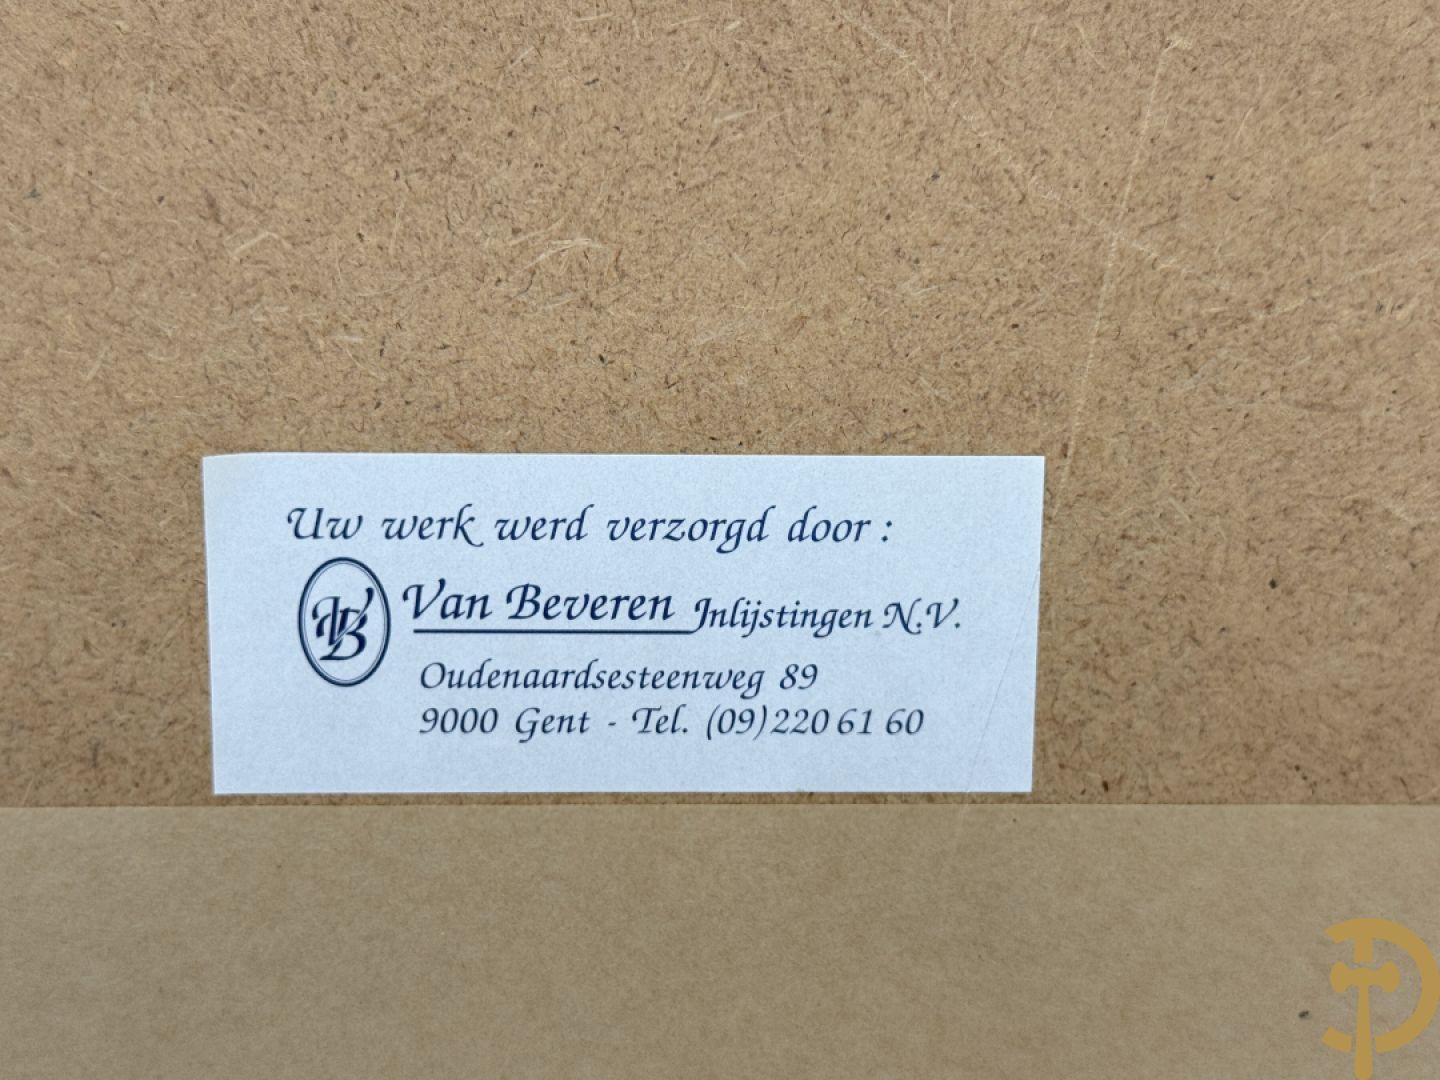 Uw werk werd verzorgd door :
VB Van Beveren Inlijstingen N.V.
Oudenaardsesteenweg 89
9000 Gent - Tel. (09) 220 61 60